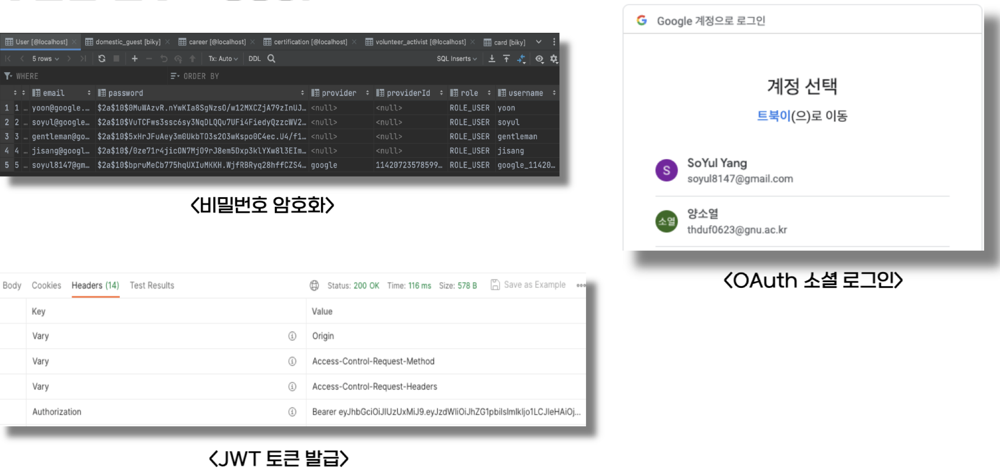 User [@localhost] domestic_guest [biky] career [@localhost] certification [@localhost] volunteer_activist [@localhost] card [biky]
5 rows Tx: Auto DDL SQL Inserts
WHERE ORDER BY
email password provider providerId role username
1 1 … yoon@google.… $2a$10$0MuWAzvR.nYwKIa8SgNzsO/w12MXCZjA79zInUJ… <null> <null> ROLE_USER yoon
2 2 … soyul@google… $2a$10$VuTCFws3ssc6sy3NqDLQQu7UFi4FiedyQzzcWV2… <null> <null> ROLE_USER soyul
3 3 … gentleman@go… $2a$10$5xHrJFuAey3m0UkbTO3s2O3wKspo0C4ec.U4/f1… <null> <null> ROLE_USER gentleman
4 4 … jisang@googl… $2a$10$/0ze71r4jicON7MjO9rJ8em5Dxp3klYXw8l3EIm… <null> <null> ROLE_USER jisang
5 5 … soyul8147@gm… $2a$10$bpruMeCb775hqUXIuMKKH.WjfRBRyq28hffCZS4… google 11420723578599… ROLE_USER google_11420…
<비밀번호 암호화>
Google 계정으로 로그인
계정 선택
트북이(으)로 이동
S SoYul Yang
soyul8147@gmail.com
소열 양소열
thduf0623@gnu.ac.kr
<OAuth 소셜 로그인>
Body Cookies Headers (14) Test Results Status: 200 OK Time: 116 ms Size: 578 B Save as Example
Key Value
Vary Origin
Vary Access-Control-Request-Method
Vary Access-Control-Request-Headers
Authorization Bearer eyJhbGciOiJIUzUxMiJ9.eyJzdWIiOiJhZG1pbiIsImlkIjo1LCJleHAiOj...
<JWT 토큰 발급>